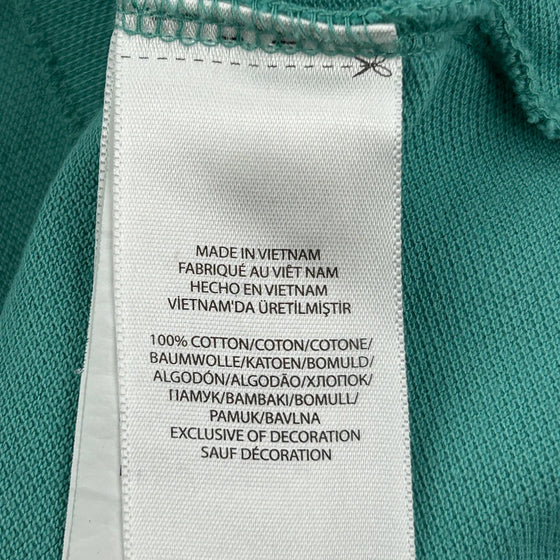 MADE IN VIETNAM
FABRIQUÉ AU VIÊT NAM
HECHO EN VIETNAM
VİETNAM'DA ÜRETİLMİŞTİR
100% COTTON/COTON/COTONE/
BAUMWOLLE/KATOEN/BOMULD/
ALGODÓN/ALGODÃO/ХЛОПОК/
ПАМУК/BAMBAKI/BOMULL/
PAMUK/BAVLNA
EXCLUSIVE OF DECORATION
SAUF DÉCORATION